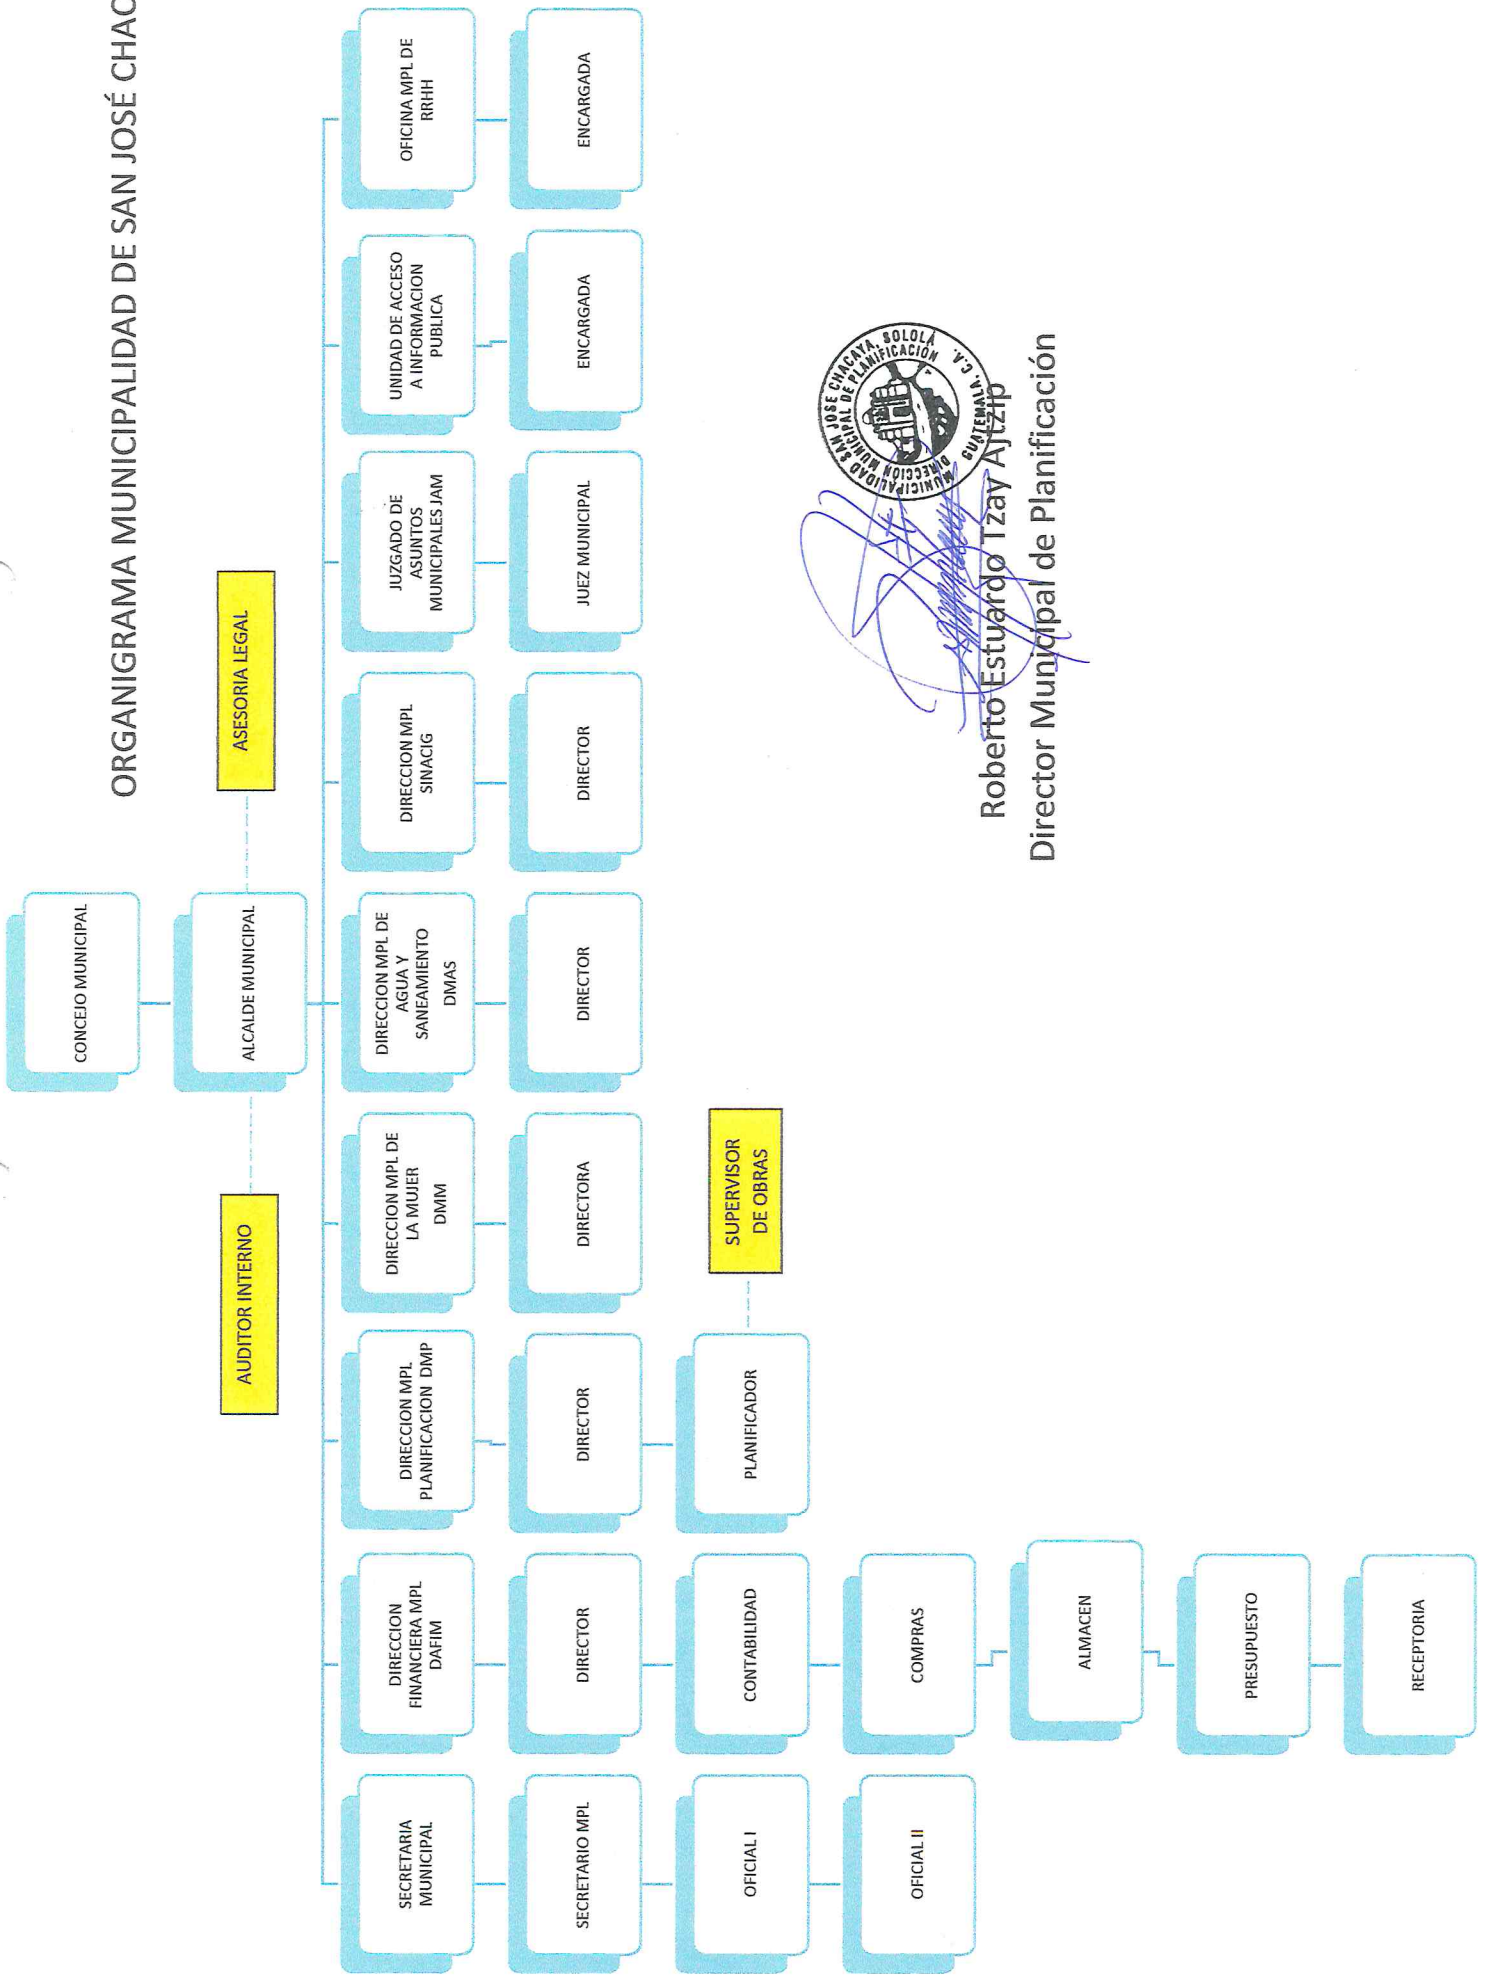 ORGANIGRAMA MUNICIPALIDAD DE SAN JOSÉ CHAC
CONCEJO MUNICIPAL
ALCALDE MUNICIPAL
AUDITOR INTERNO
ASESORIA LEGAL
SECRETARIA
MUNICIPAL
DIRECCION
FINANCIERA MPL
DAFIM
DIRECCION MPL
PLANIFICACION DMP
DIRECCION MPL DE
LA MUJER
DMM
DIRECCION MPL DE
AGUA Y
SANEAMIENTO
DMAS
DIRECCION MPL
SINACIG
JUZGADO DE
ASUNTOS
MUNICIPALES JAM
UNIDAD DE ACCESO
A INFORMACION
PUBLICA
OFICINA MPL DE
RRHH
SECRETARIO MPL
DIRECTOR
DIRECTOR
DIRECTORA
DIRECTOR
DIRECTOR
JUEZ MUNICIPAL
ENCARGADA
ENCARGADA
OFICIAL I
CONTABILIDAD
PLANIFICADOR
SUPERVISOR
DE OBRAS
OFICIAL II
COMPRAS
ALMACEN
PRESUPUESTO
RECEPTORIA
MUNICIPALIDAD SAN JOSE CHACAYA, SOLOLÁ
DIRECCIÓN MUNICIPAL DE PLANIFICACIÓN
GUATEMALA, C.A.
Roberto Estuardo Tzay Ajtzip
Director Municipal de Planificación